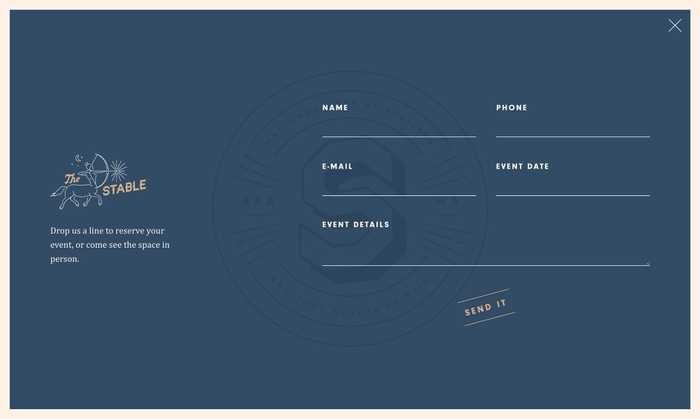 The
STABLE
Drop us a line to reserve your
event, or come see the space in
person.
NAME
PHONE
E-MAIL
EVENT DATE
EVENT DETAILS
SEND IT